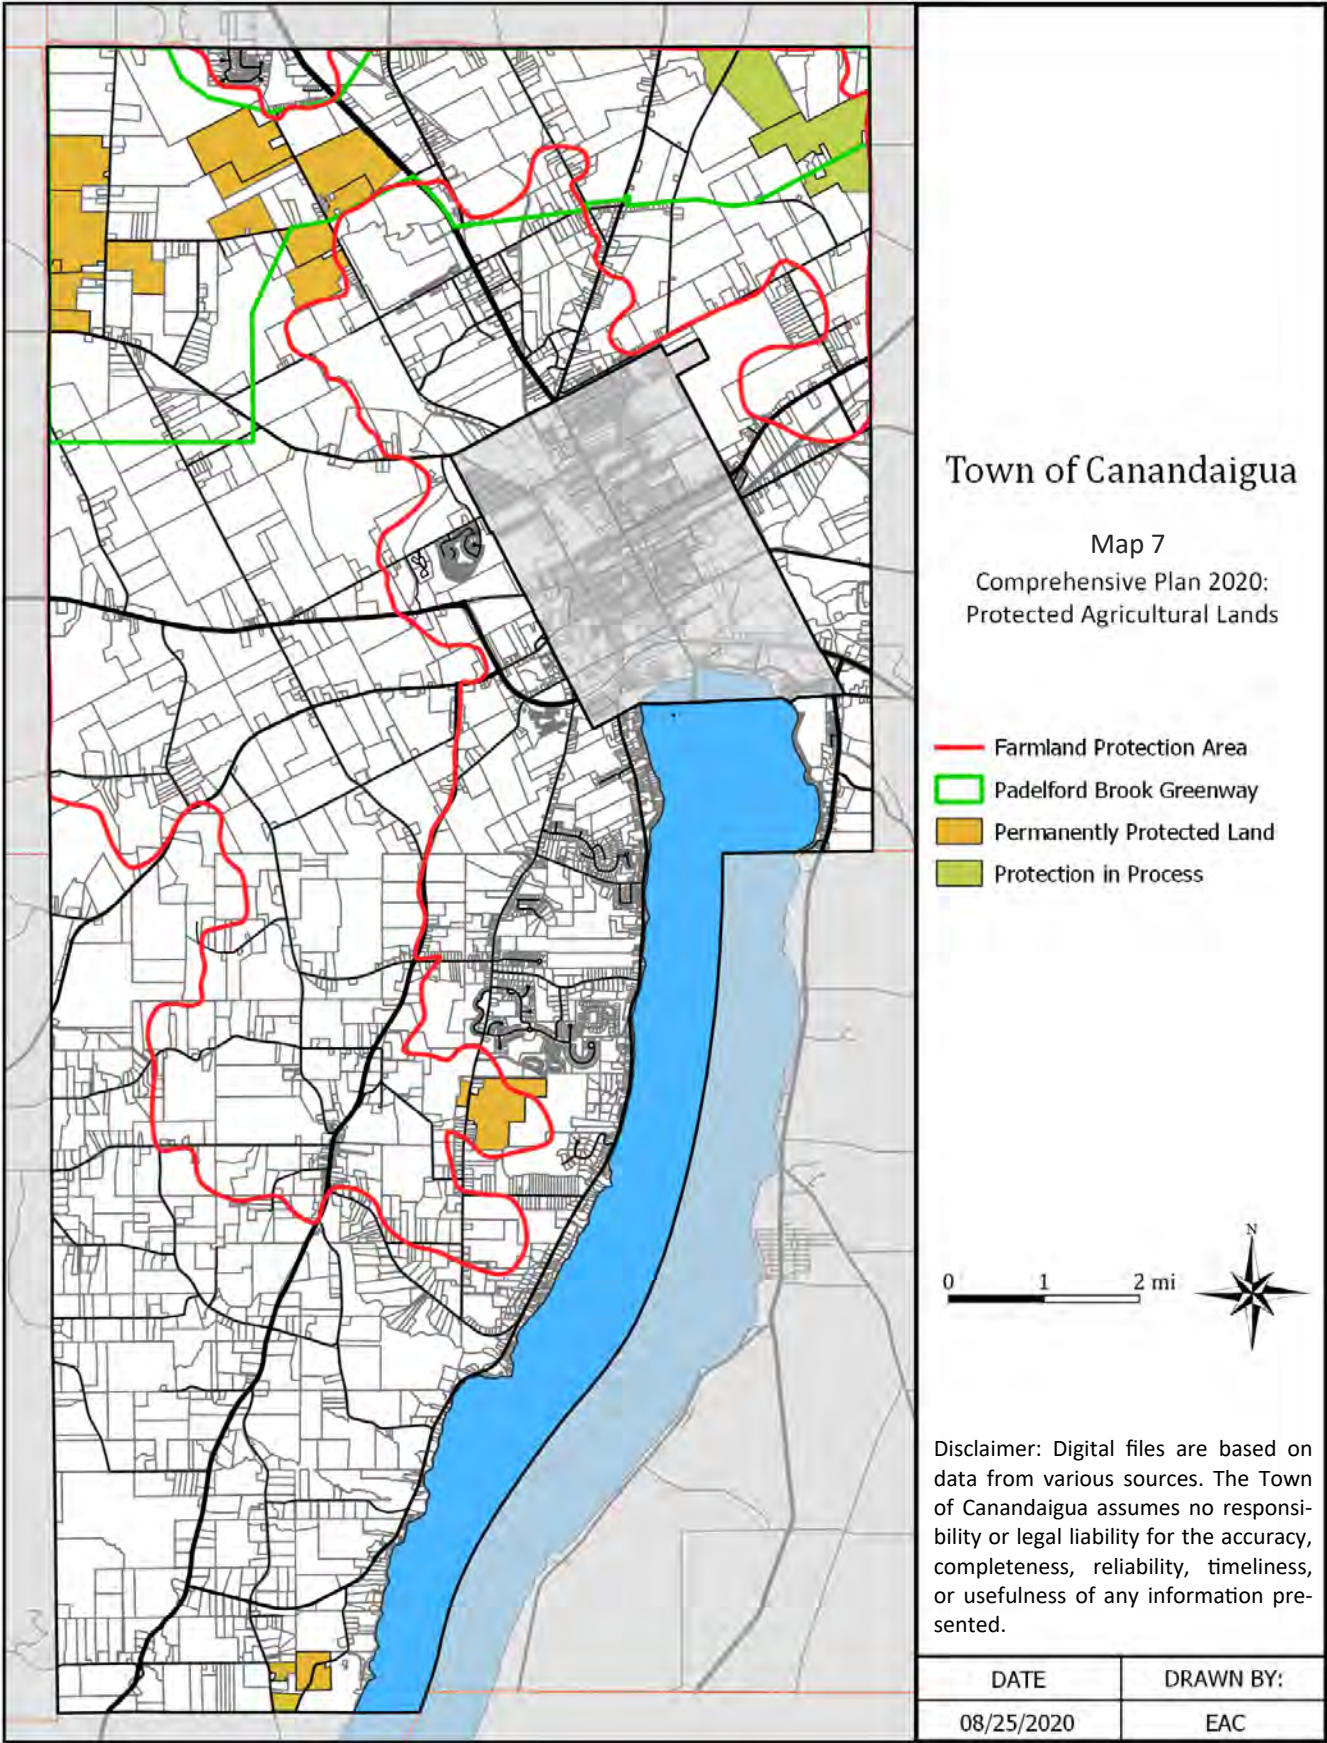 Town of Canandaigua
Map 7
Comprehensive Plan 2020:
Protected Agricultural Lands
Farmland Protection Area
Padelford Brook Greenway
Permanently Protected Land
Protection in Process
N
0 1 2 mi
Disclaimer: Digital files are based on
data from various sources. The Town
of Canandaigua assumes no responsi-
bility or legal liability for the accuracy,
completeness, reliability, timeliness,
or usefulness of any information pre-
sented.
DATE DRAWN BY:
08/25/2020 EAC